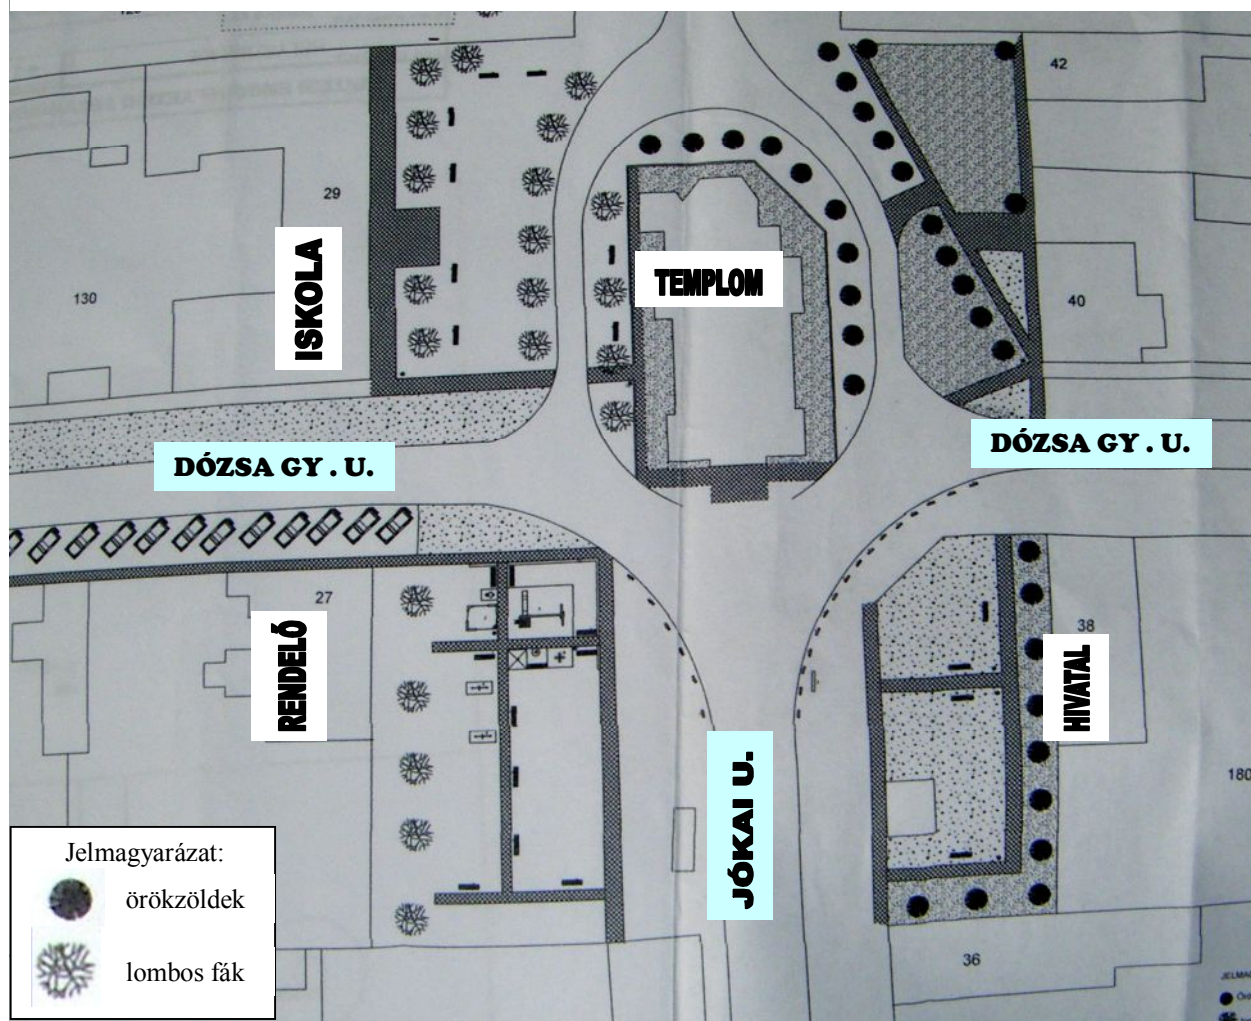 42
29
ISKOLA
TEMPLOM
130
40
DÓZSA GY . U.
DÓZSA GY . U.
27
RENDELŐ
38
HIVATAL
JÓKAI U.
180
36
Jelmagyarázat:
örökzöldek
lombos fák